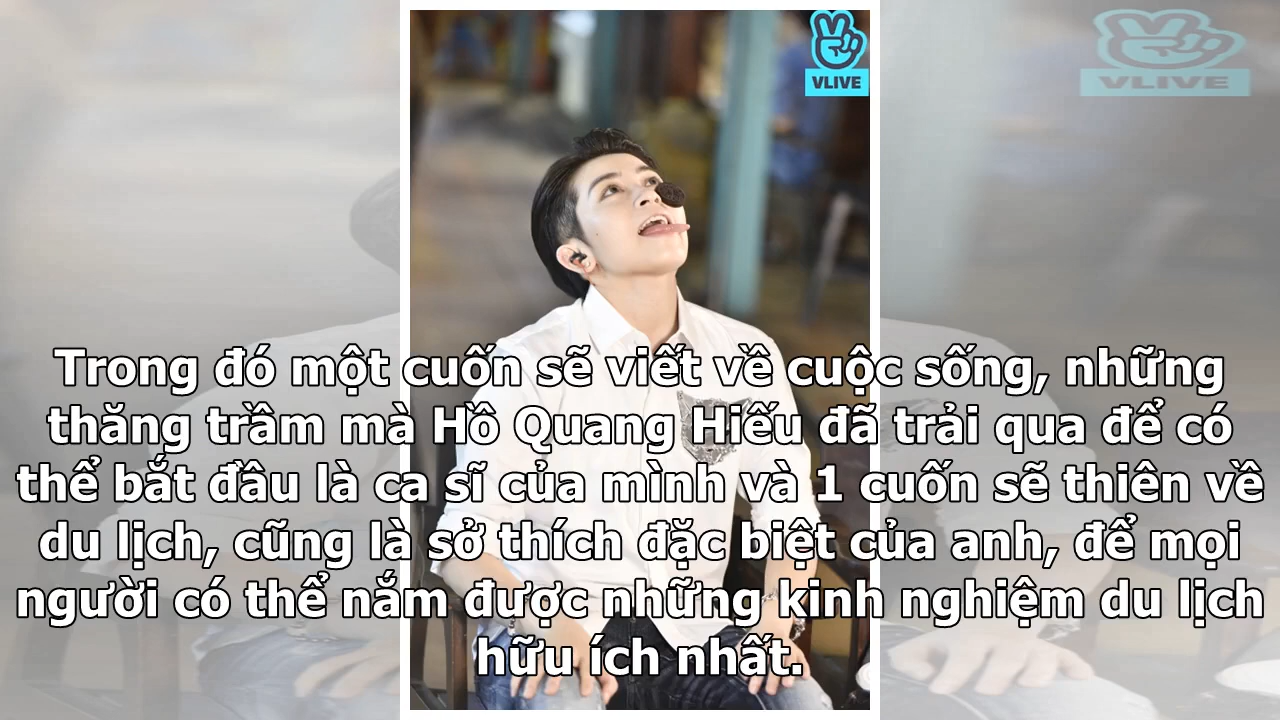 VLIVE
VLIVE
Trong đó một cuốn sẽ viết về cuộc sống, những
thăng trầm mà Hồ Quang Hiếu đã trải qua để có
thể bắt đầu là ca sĩ của mình và 1 cuốn sẽ thiên về
du lịch, cũng là sở thích đặc biệt của anh, để mọi
người có thể nắm được những kinh nghiệm du lịch
hữu ích nhất.